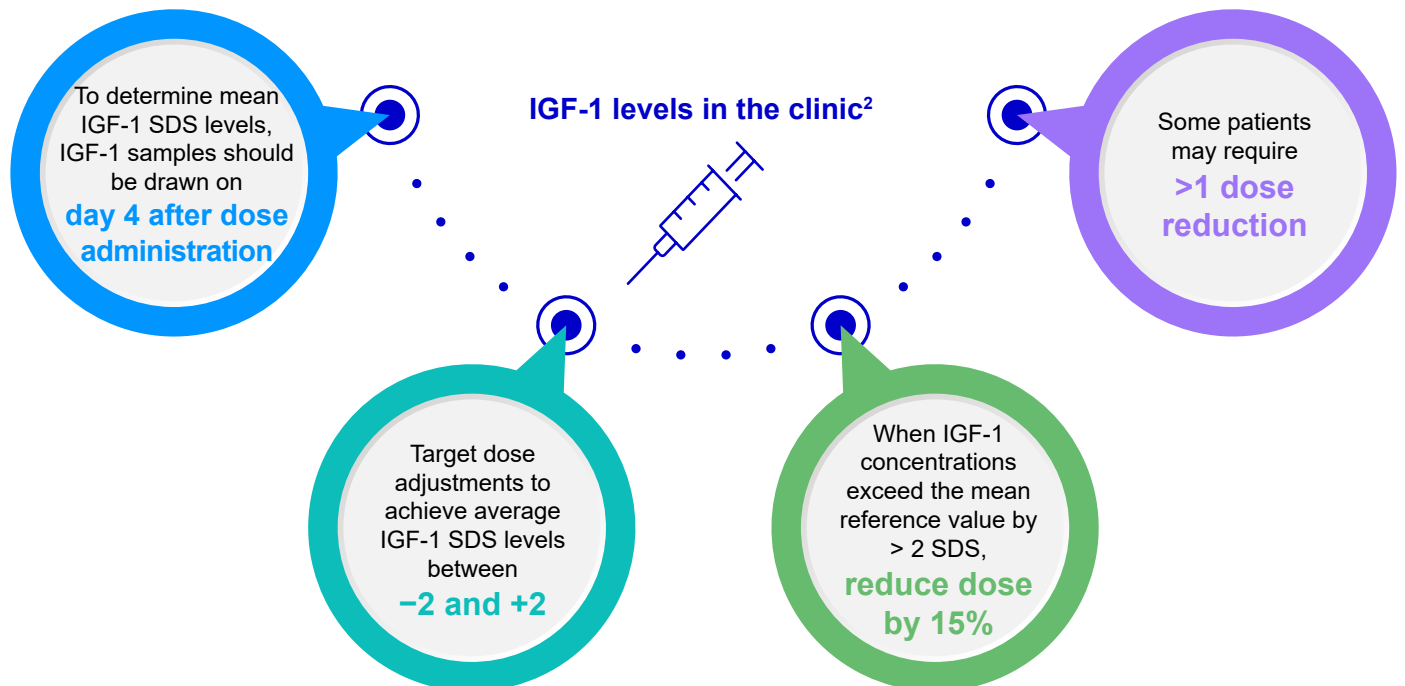 To determine mean
IGF-1 SDS levels,
IGF-1 samples should
be drawn on
day 4 after dose
administration
IGF-1 levels in the clinic²
Some patients
may require
>1 dose
reduction
Target dose
adjustments to
achieve average
IGF-1 SDS levels
between
−2 and +2
When IGF-1
concentrations
exceed the mean
reference value by
> 2 SDS,
reduce dose
by 15%